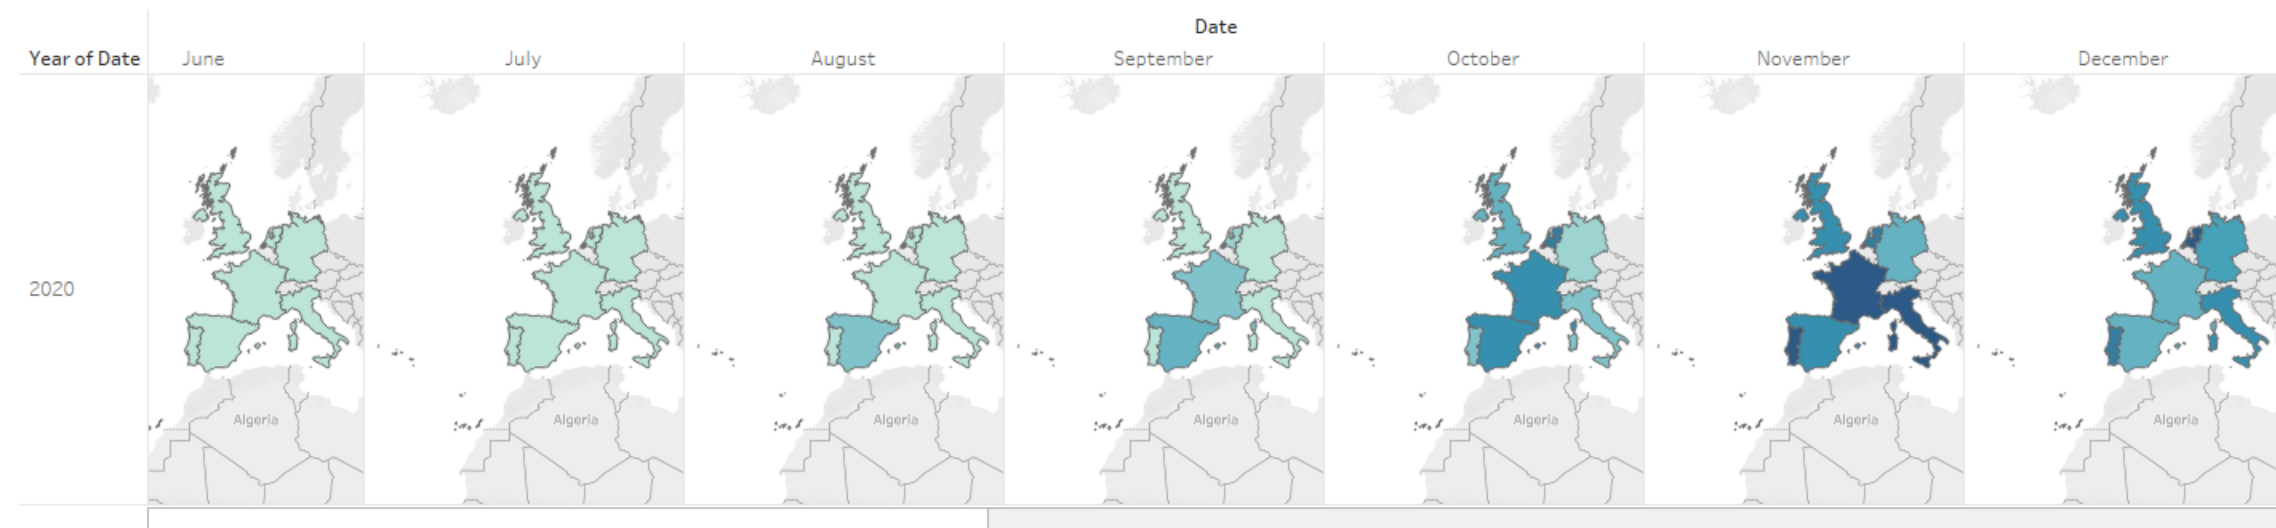 Date
Year of Date June July August September October November December
2020
Algeria Algeria Algeria Algeria Algeria Algeria Algeria